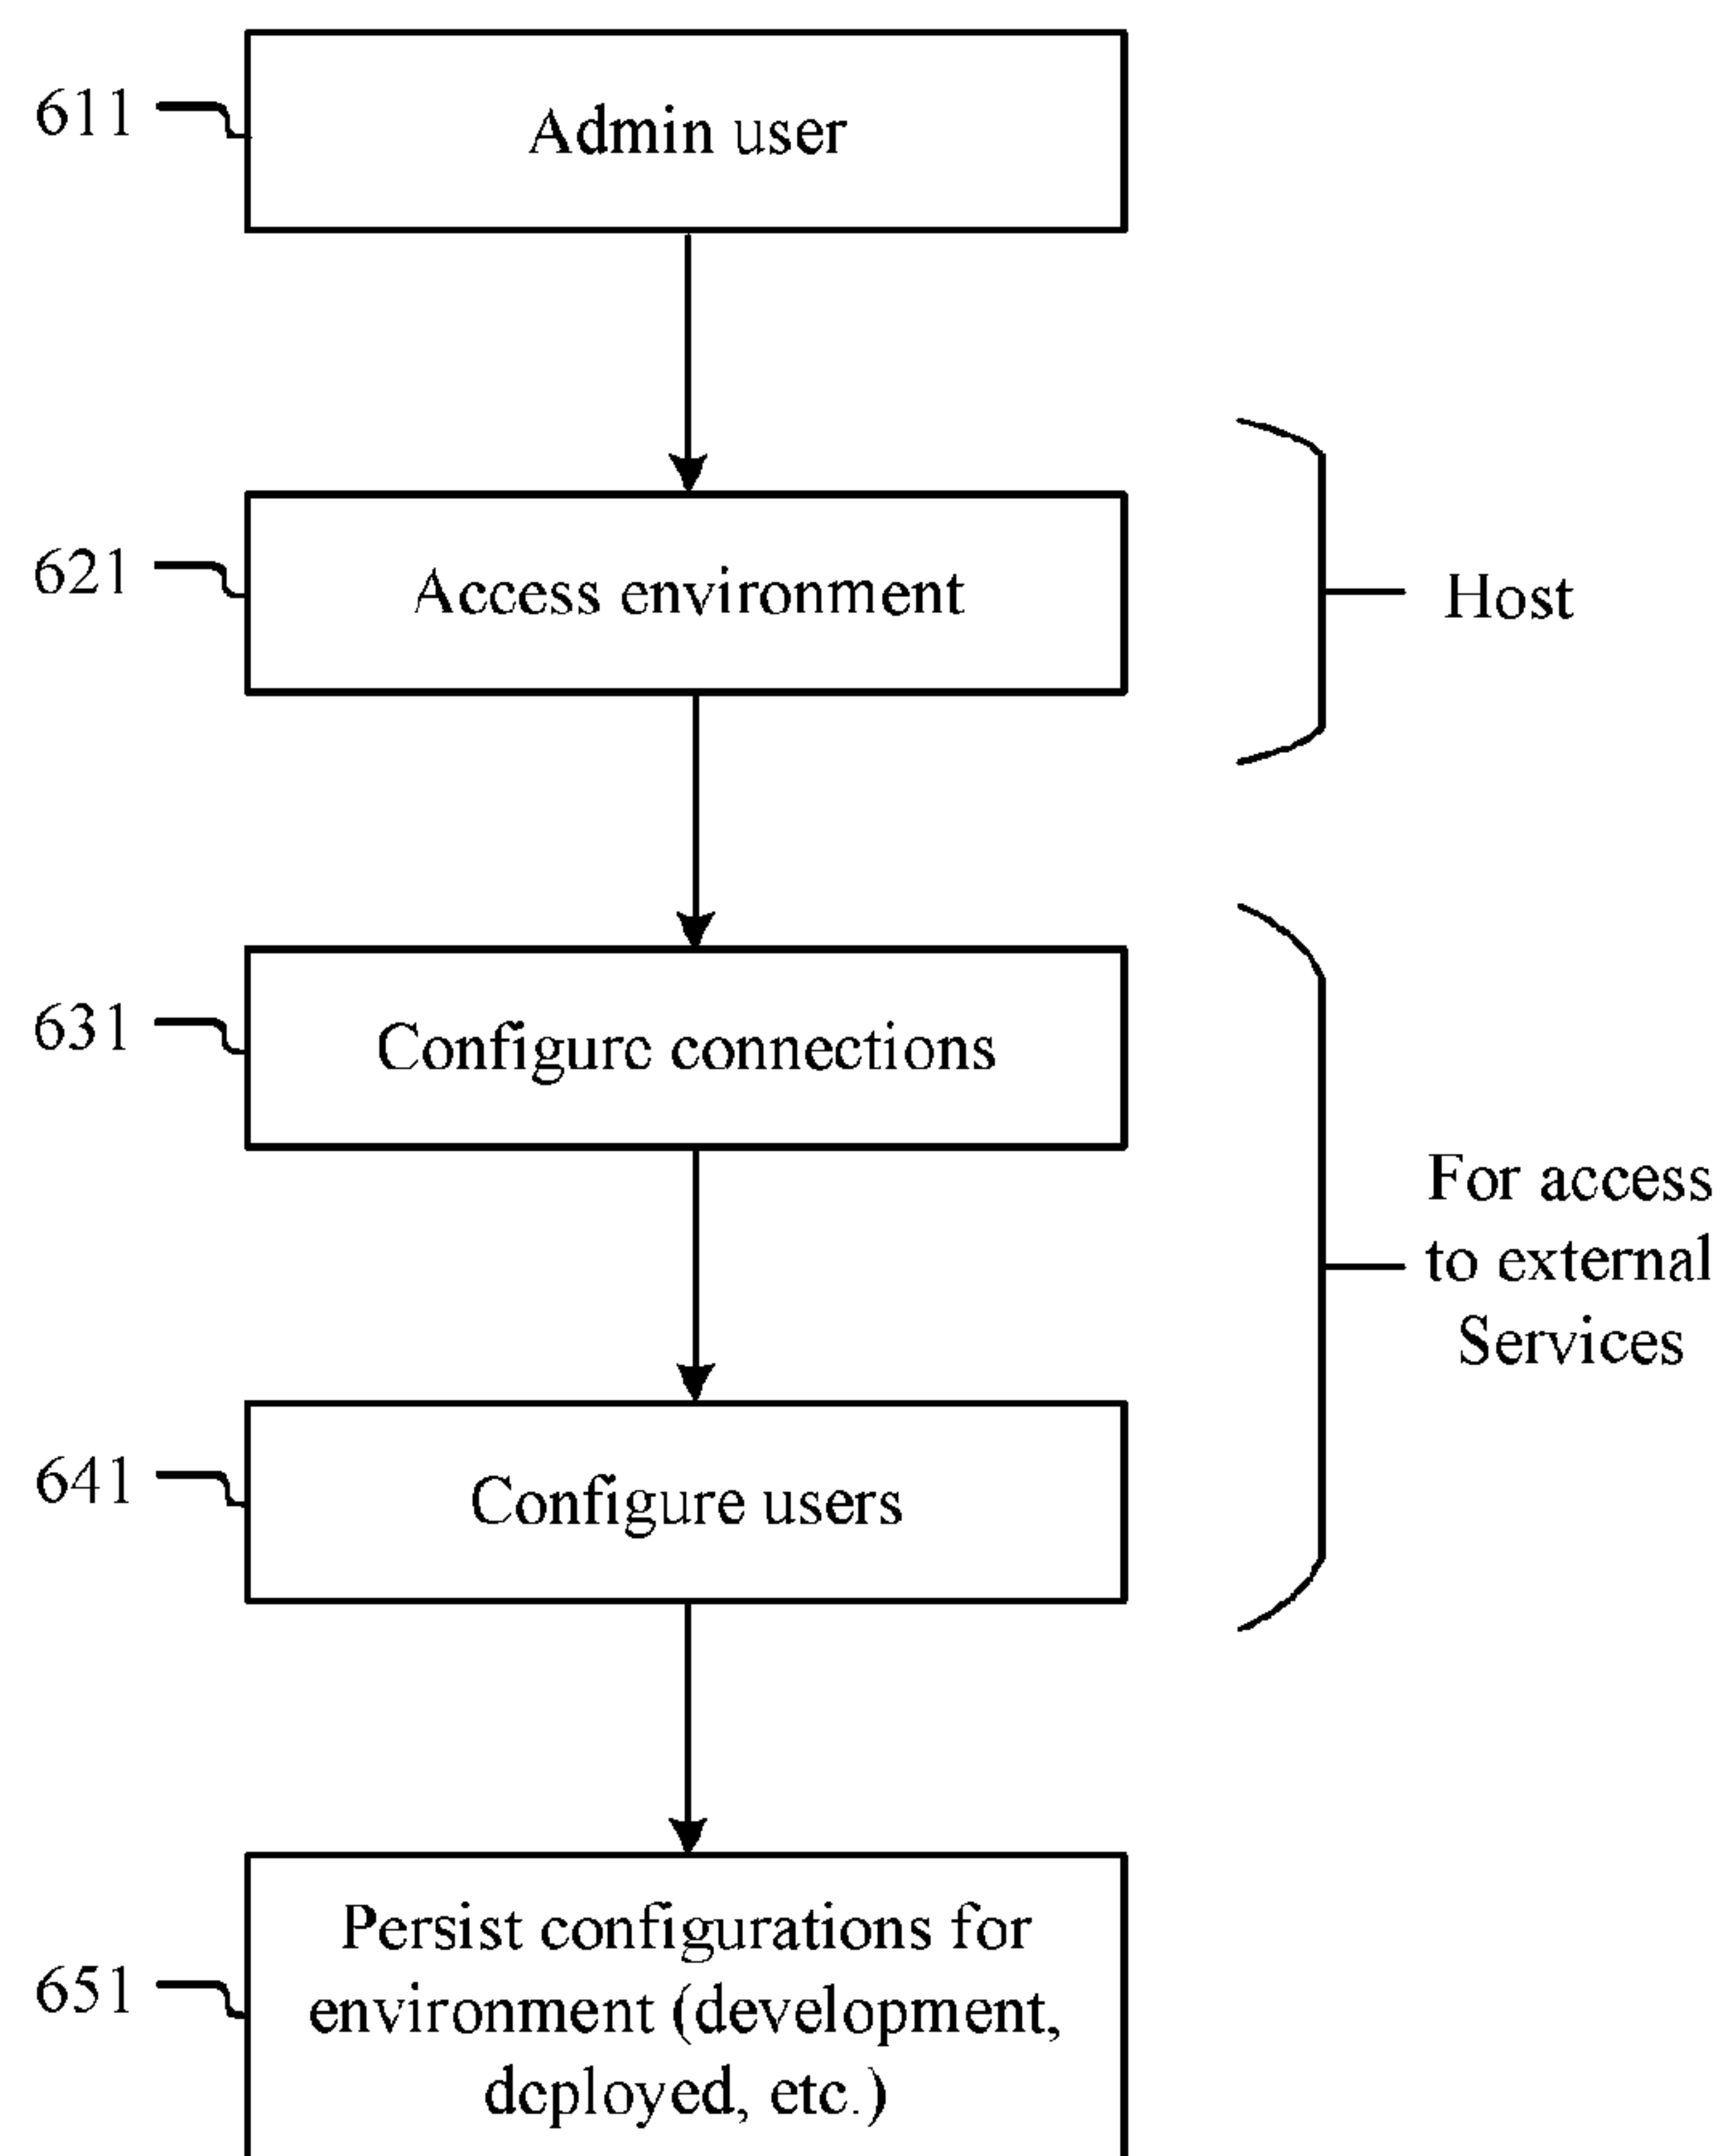 611
Admin user
621
Access environment
Host
631
Configure connections
For access
to external
Services
641
Configure users
651
Persist configurations for
environment (development,
deployed, etc.)